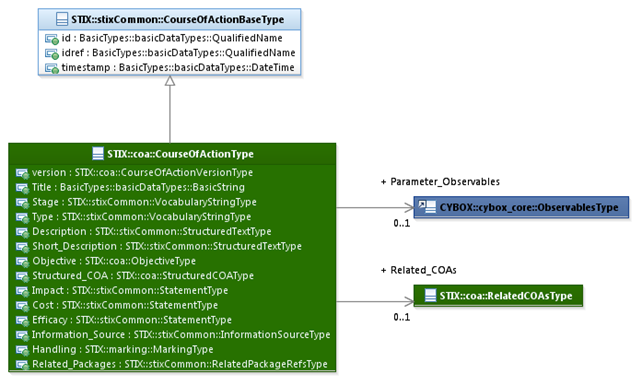 STIX::stixCommon::CourseOfActionBaseType
id : BasicTypes::basicDataTypes::QualifiedName
idref : BasicTypes::basicDataTypes::QualifiedName
timestamp : BasicTypes::basicDataTypes::DateTime
STIX::coa::CourseOfActionType
version : STIX::coa::CourseOfActionVersionType
Title : BasicTypes::basicDataTypes::BasicString
Stage : STIX::stixCommon::VocabularyStringType
Type : STIX::stixCommon::VocabularyStringType
Description : STIX::stixCommon::StructuredTextType
Short_Description : STIX::stixCommon::StructuredTextType
Objective : STIX::coa::ObjectiveType
Structured_COA : STIX::coa::StructuredCOAType
Impact : STIX::stixCommon::StatementType
Cost : STIX::stixCommon::StatementType
Efficacy : STIX::stixCommon::StatementType
Information_Source : STIX::stixCommon::InformationSourceType
Handling : STIX::marking::MarkingType
Related_Packages : STIX::stixCommon::RelatedPackageRefsType
+ Parameter_Observables
CYBOX::cybox_core::ObservablesType
0..1
+ Related_COAs
STIX::coa::RelatedCOAsType
0..1